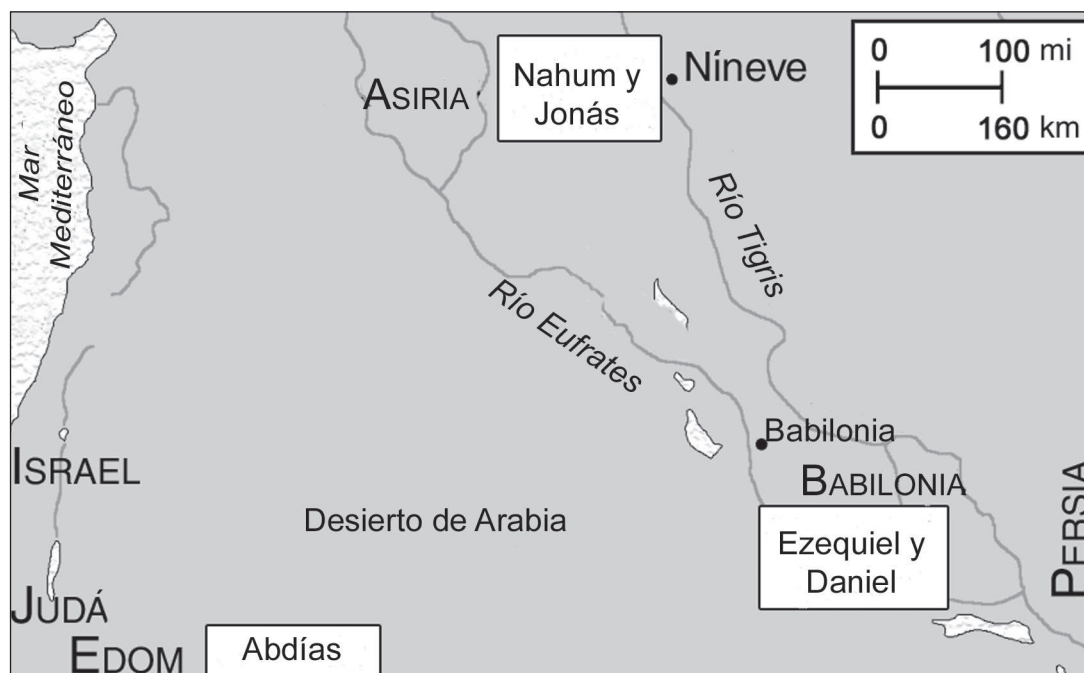 Mar
Mediterráneo
ASIRIA
Nahum y
Jonás
Níneve
0 100 mi
0 160 km
Río Tigris
Río Eufrates
Babilonia
BABILONIA
ISRAEL
Desierto de Arabia
Ezequiel y
Daniel
PERSIA
JUDÁ
EDOM
Abdías